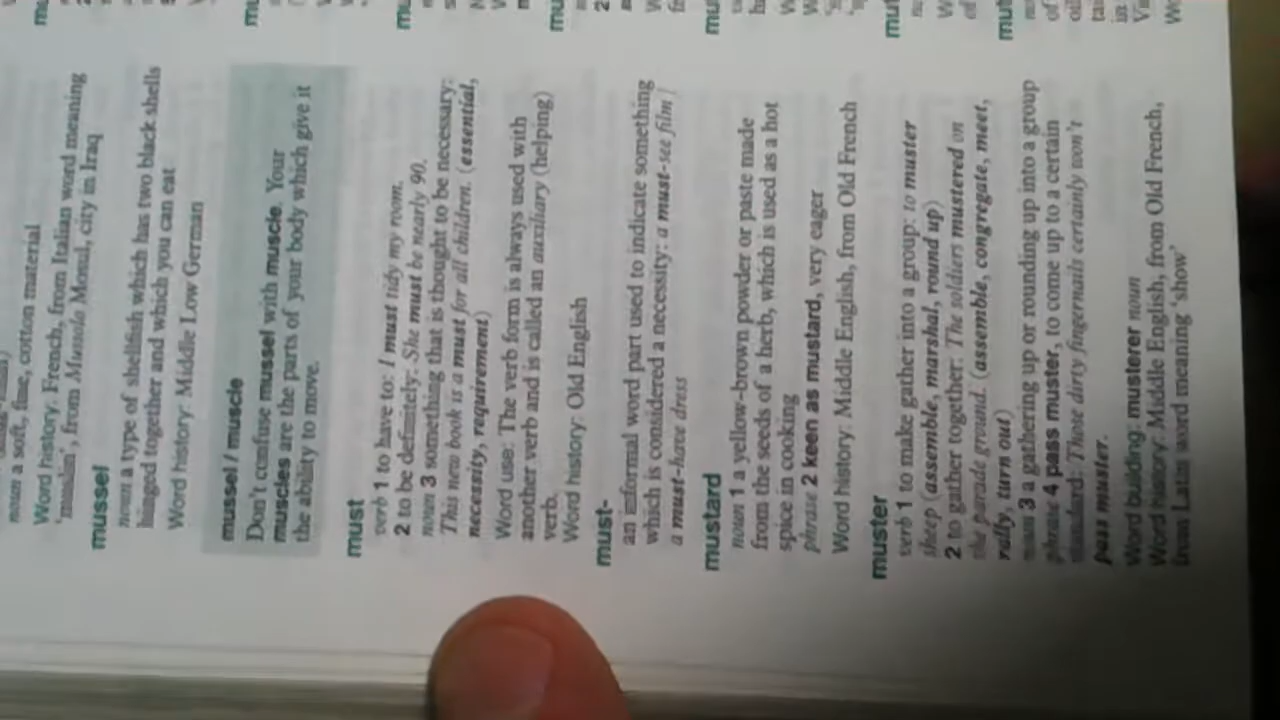 noun a soft, fine, cotton material
Word history: French, from Italian word meaning
'muslin', from Mussolo Mosul, city in Iraq
mussel
noun a type of shellfish which has two black shells
hinged together and which you can eat
Word history: Middle Low German
mussel / muscle
Don't confuse mussel with muscle. Your
muscles are the parts of your body which give it
the ability to move.
must
verb 1 to have to: I must tidy my room.
2 to be definitely: She must be nearly 90.
noun 3 something that is thought to be necessary:
This new book is a must for all children. (essential,
necessity, requirement)
Word use: The verb form is always used with
another verb and is called an auxiliary (helping)
verb.
Word history: Old English
must-
an informal word part used to indicate something
which is considered a necessity: a must-see film |
a must-have dress
mustard
noun 1 a yellow-brown powder or paste made
from the seeds of a herb, which is used as a hot
spice in cooking
phrase 2 keen as mustard, very eager
Word history: Middle English, from Old French
muster
verb 1 to make gather into a group: to muster
sheep (assemble, marshal, round up)
2 to gather together: The soldiers mustered on
the parade ground. (assemble, congregate, meet,
rally, turn out)
noun 3 a gathering up or rounding up into a group
phrase 4 pass muster, to come up to a certain
standard: Those dirty fingernails certainly won't
pass muster.
Word building: musterer noun
Word history: Middle English, from Old French,
from Latin word meaning 'show'